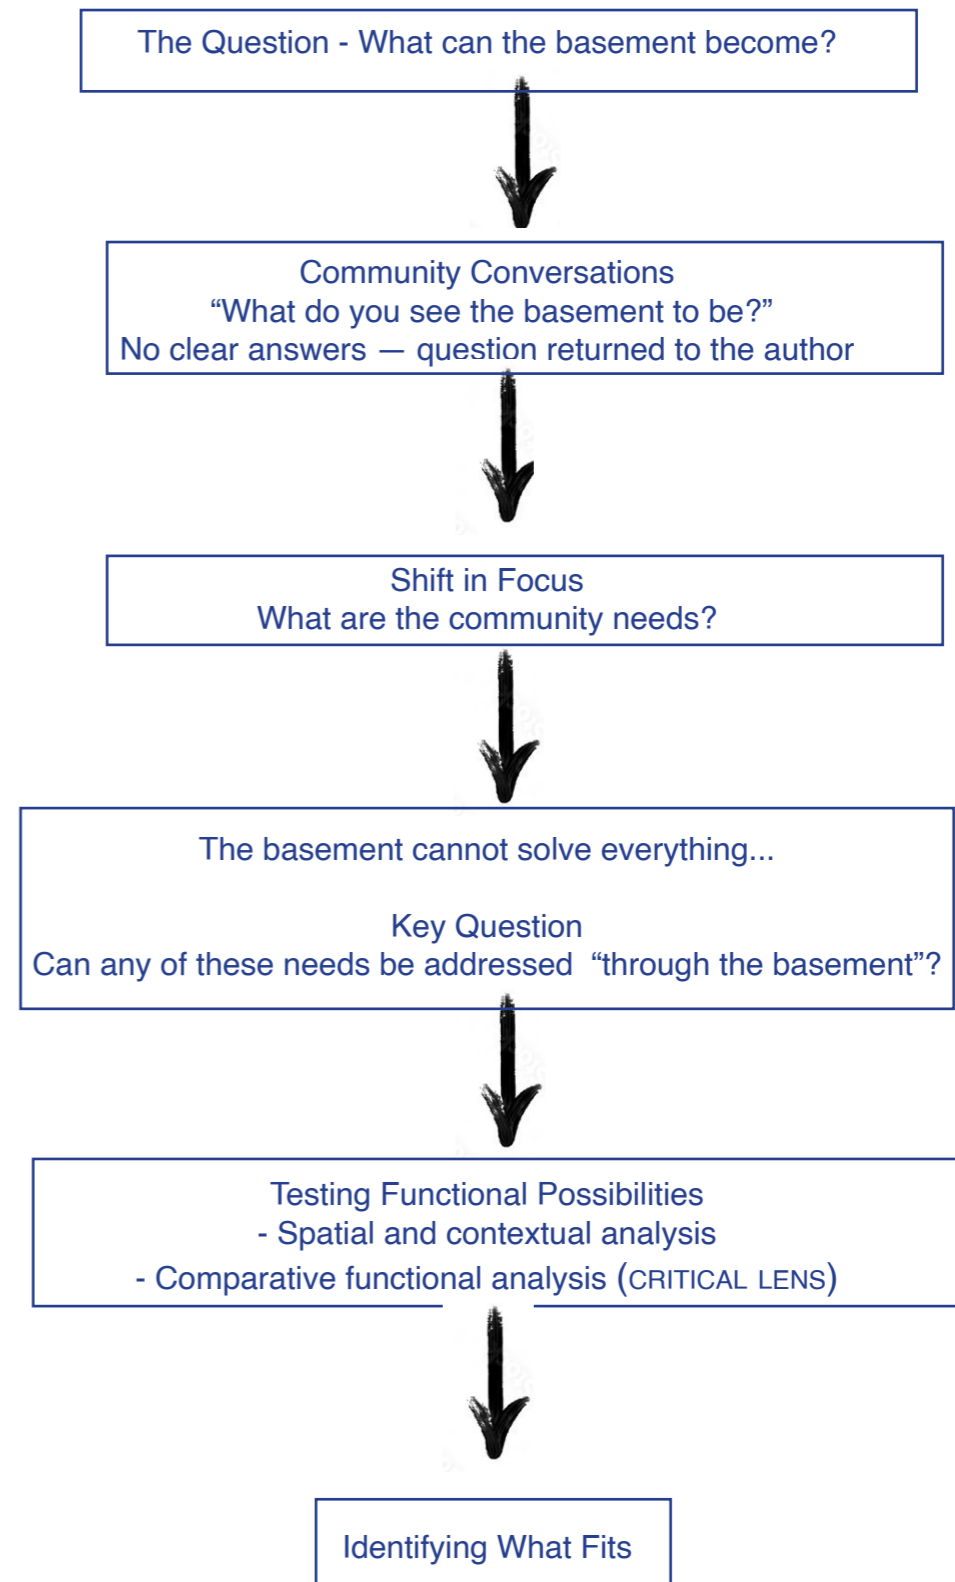 The Question - What can the basement become?
Community Conversations
“What do you see the basement to be?”
No clear answers — question returned to the author
Shift in Focus
What are the community needs?
The basement cannot solve everything...
Key Question
Can any of these needs be addressed “through the basement”?
Testing Functional Possibilities
- Spatial and contextual analysis
- Comparative functional analysis (CRITICAL LENS)
Identifying What Fits